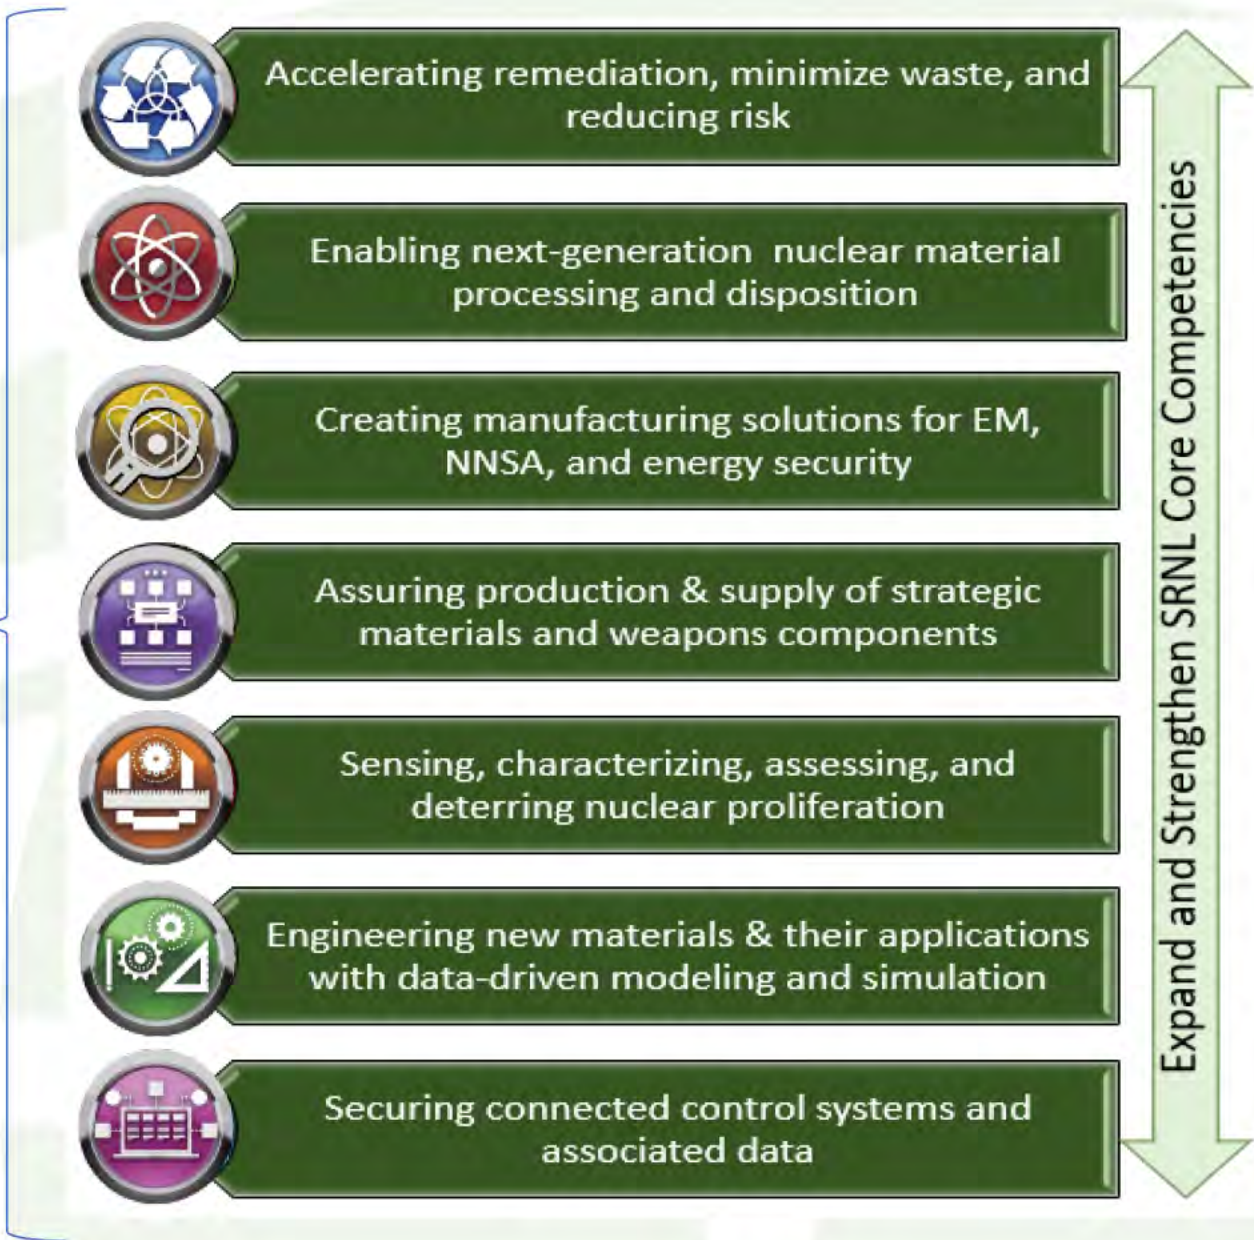 Accelerating remediation, minimize waste, and
reducing risk
Enabling next-generation nuclear material
processing and disposition
Creating manufacturing solutions for EM,
NNSA, and energy security
Assuring production & supply of strategic
materials and weapons components
Sensing, characterizing, assessing, and
deterring nuclear proliferation
Engineering new materials & their applications
with data-driven modeling and simulation
Securing connected control systems and
associated data
Expand and Strengthen SRNL Core Competencies